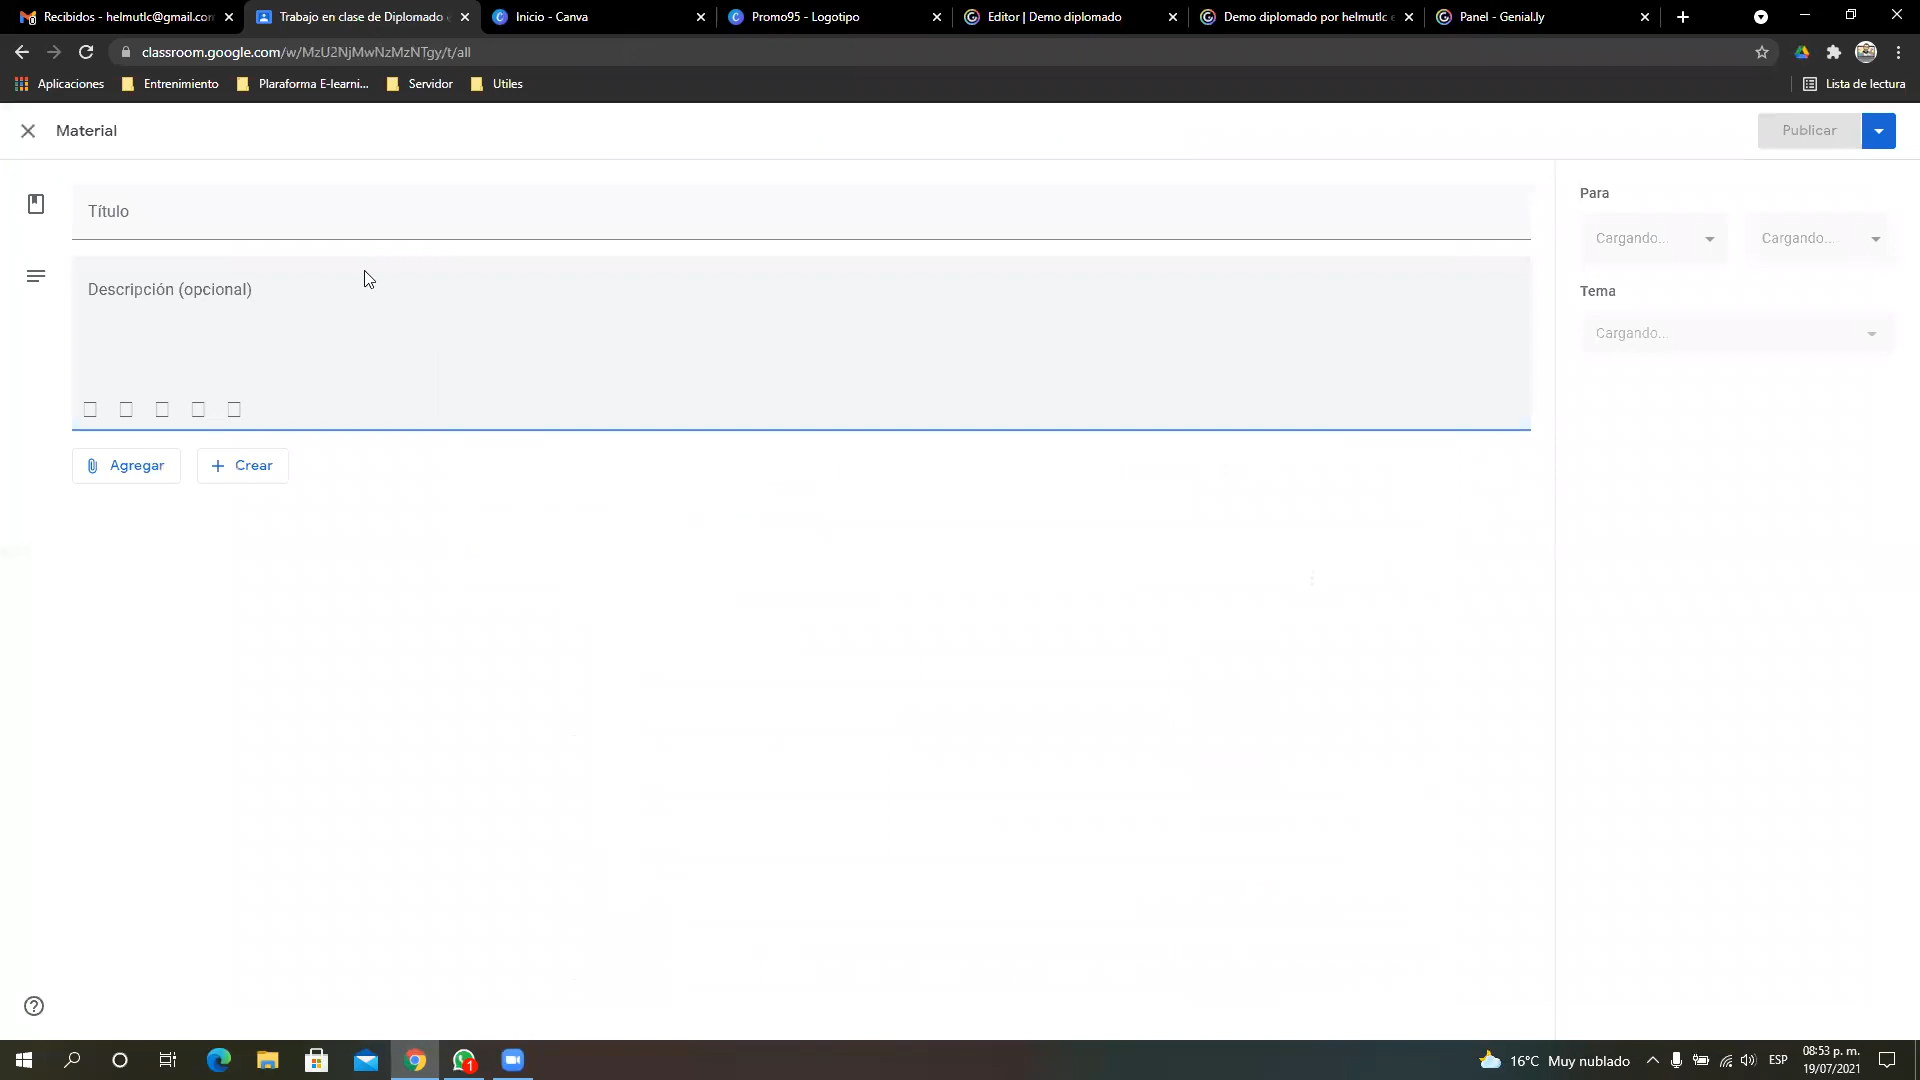 Recibidos - helmutlc@gmail.cor
Trabajo en clase de Diplomado
Inicio - Canva
Promo95 - Logotipo
Editor | Demo diplomado
Demo diplomado por helmutlc e
Panel - Genial.ly
classroom.google.com/w/MzU2NjMwNzMzNTgy/t/all
Aplicaciones
Entrenimiento
Plaraforma E-learni...
Servidor
Utiles
Lista de lectura
Material
Publicar
Título
Para
Cargando...
Cargando...
Descripción (opcional)
Tema
Cargando...
Agregar
Crear
1
16°C Muy nublado
ESP
08:53 p. m.
19/07/2021